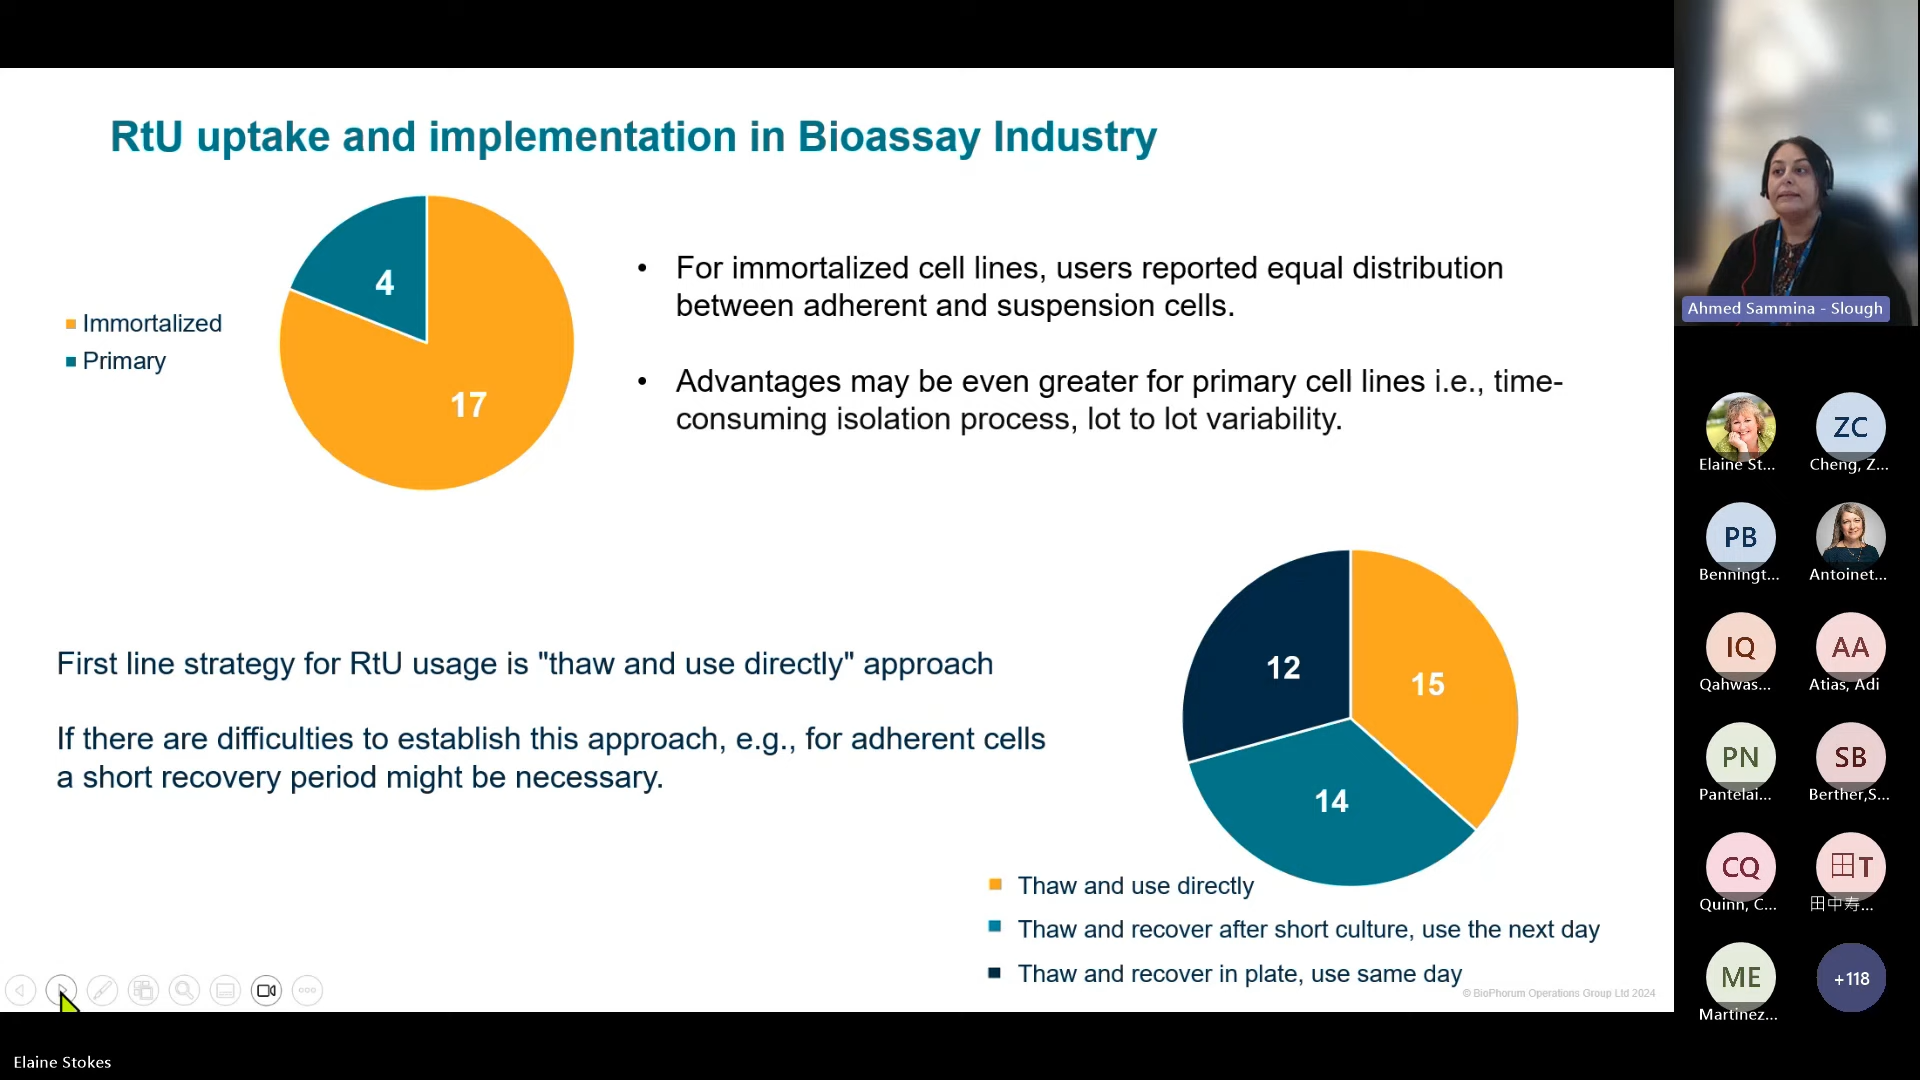 RtU uptake and implementation in Bioassay Industry
4
17
Immortalized
Primary
• For immortalized cell lines, users reported equal distribution
between adherent and suspension cells.
• Advantages may be even greater for primary cell lines i.e., time-
consuming isolation process, lot to lot variability.
First line strategy for RtU usage is "thaw and use directly" approach
If there are difficulties to establish this approach, e.g., for adherent cells
a short recovery period might be necessary.
12
15
14
Thaw and use directly
Thaw and recover after short culture, use the next day
Thaw and recover in plate, use same day
© BioPhorum Operations Group Ltd 2024
Elaine Stokes
Ahmed Sammina - Slough
Elaine St...
ZC
Cheng, Z...
PB
Benningt...
Antoinet...
IQ
Qahwas...
AA
Atias, Adi
PN
Pantelai...
SB
Berther,S...
CQ
Quinn, C...
田T
田中寿...
ME
Martinez...
+118